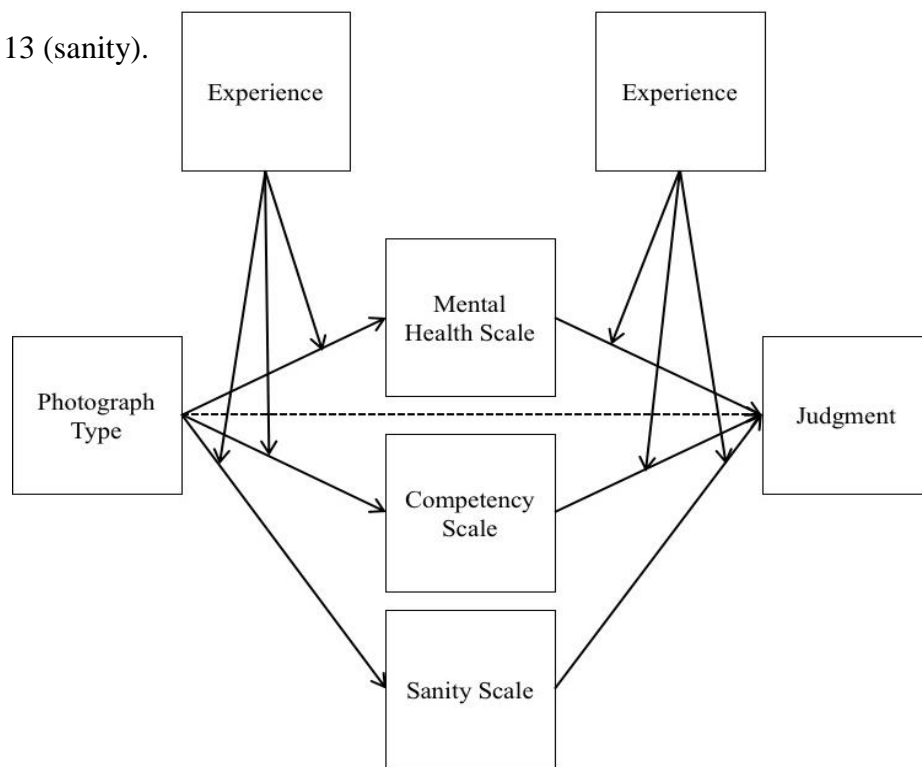 13 (sanity).
Experience
Experience
Mental
Health Scale
Photograph
Type
Judgment
Competency
Scale
Sanity Scale